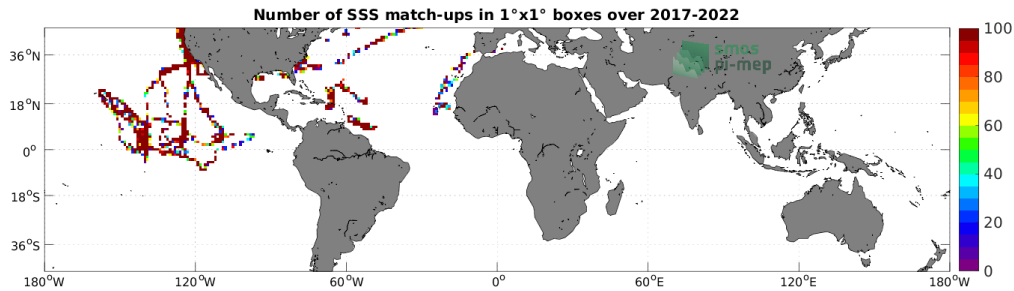 Number of SSS match-ups in 1°x1° boxes over 2017-2022
36°N
18°N
0°
18°S
36°S
180°W 120°W 60°W 0° 60°E 120°E 180°W
100
80
60
40
20
0
smos
pi-mep